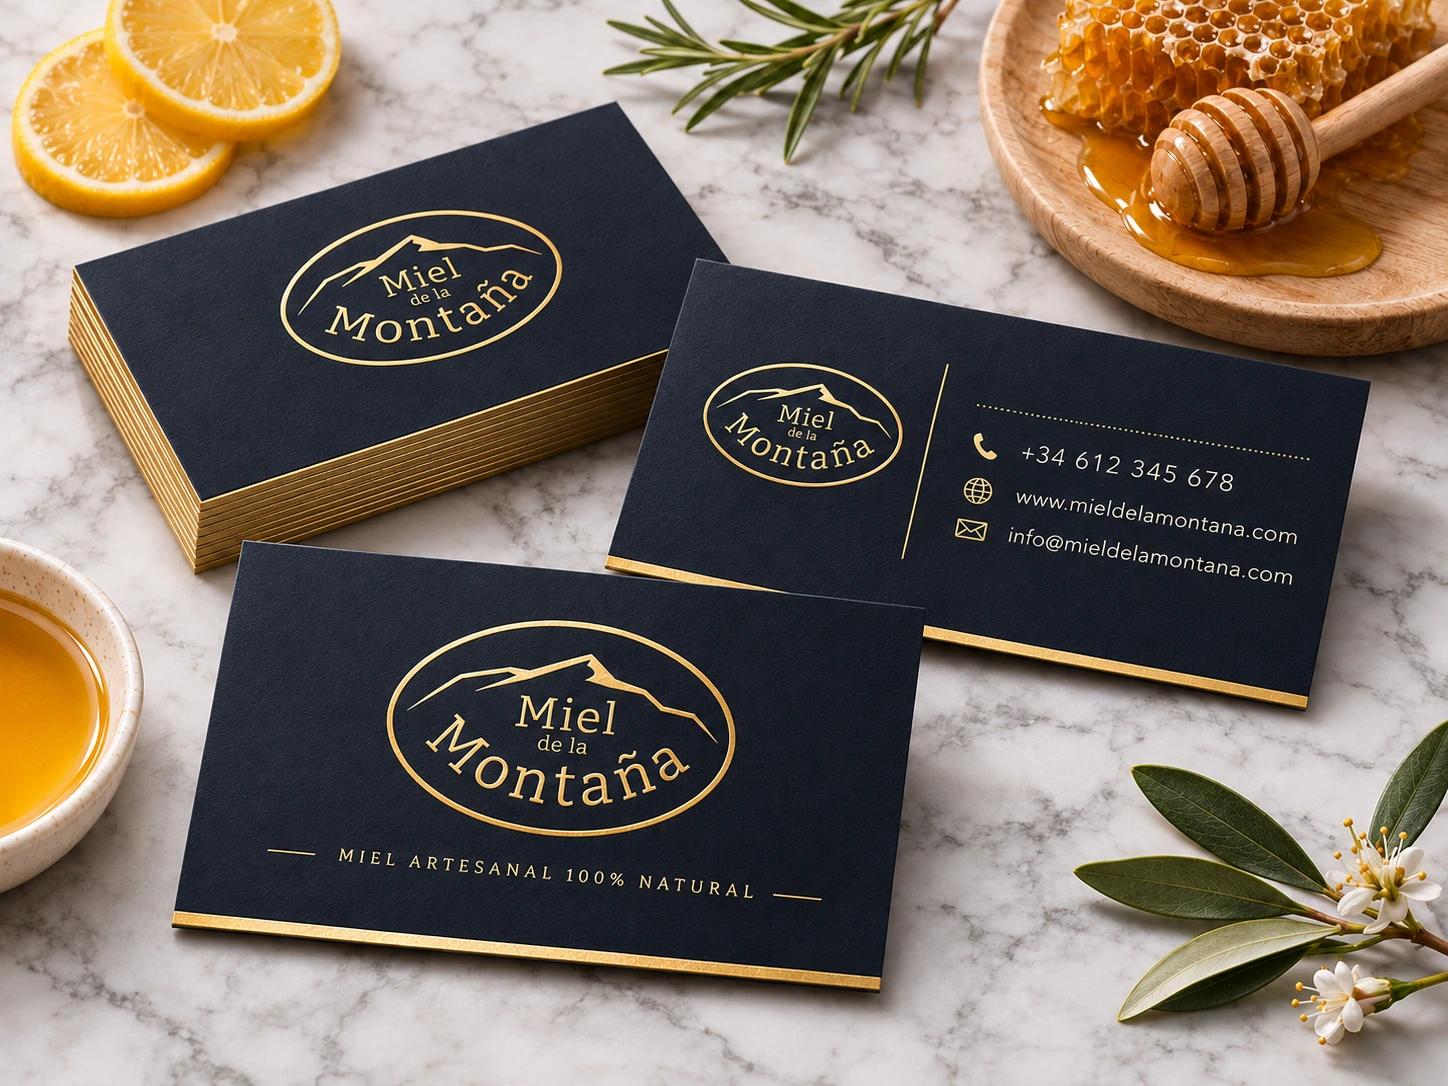 Miel
de la
Montaña
Miel
de la
Montaña
+34 612 345 678
www.mieldelamontana.com
info@mieldelamontana.com
Miel
de la
Montaña
MIEL ARTESANAL 100% NATURAL